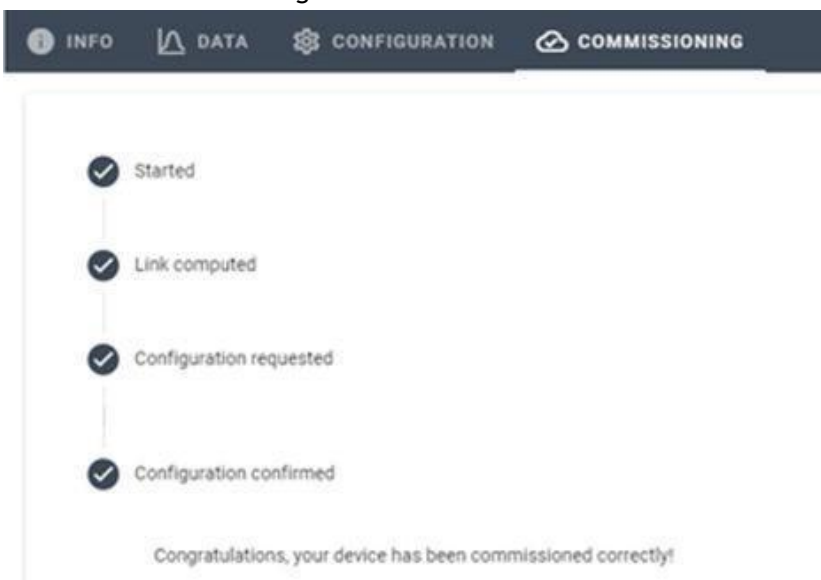 INFO DATA CONFIGURATION COMMISSIONING
Started
Link computed
Configuration requested
Configuration confirmed
Congratulations, your device has been commissioned correctly!